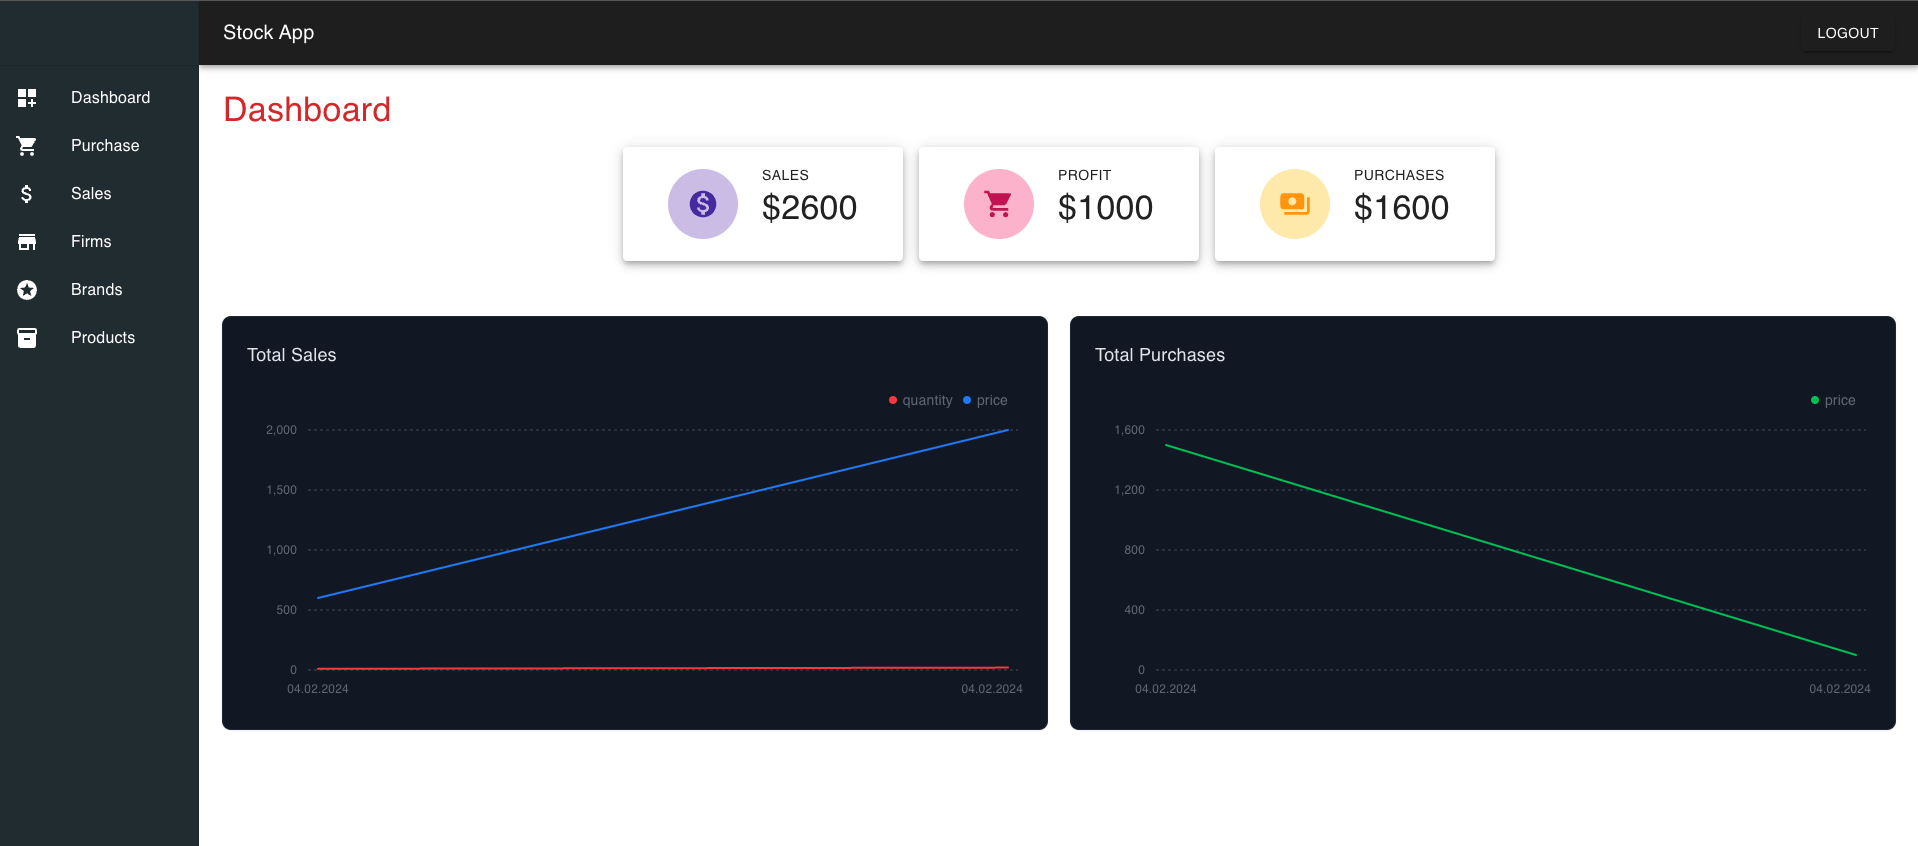 Stock App
LOGOUT
Dashboard
Purchase
Sales
Firms
Brands
Products
Dashboard
SALES
$2600
PROFIT
$1000
PURCHASES
$1600
Total Sales
quantity price
2,000
1,500
1,000
500
0
04.02.2024 04.02.2024
Total Purchases
price
1,600
1,200
800
400
0
04.02.2024 04.02.2024